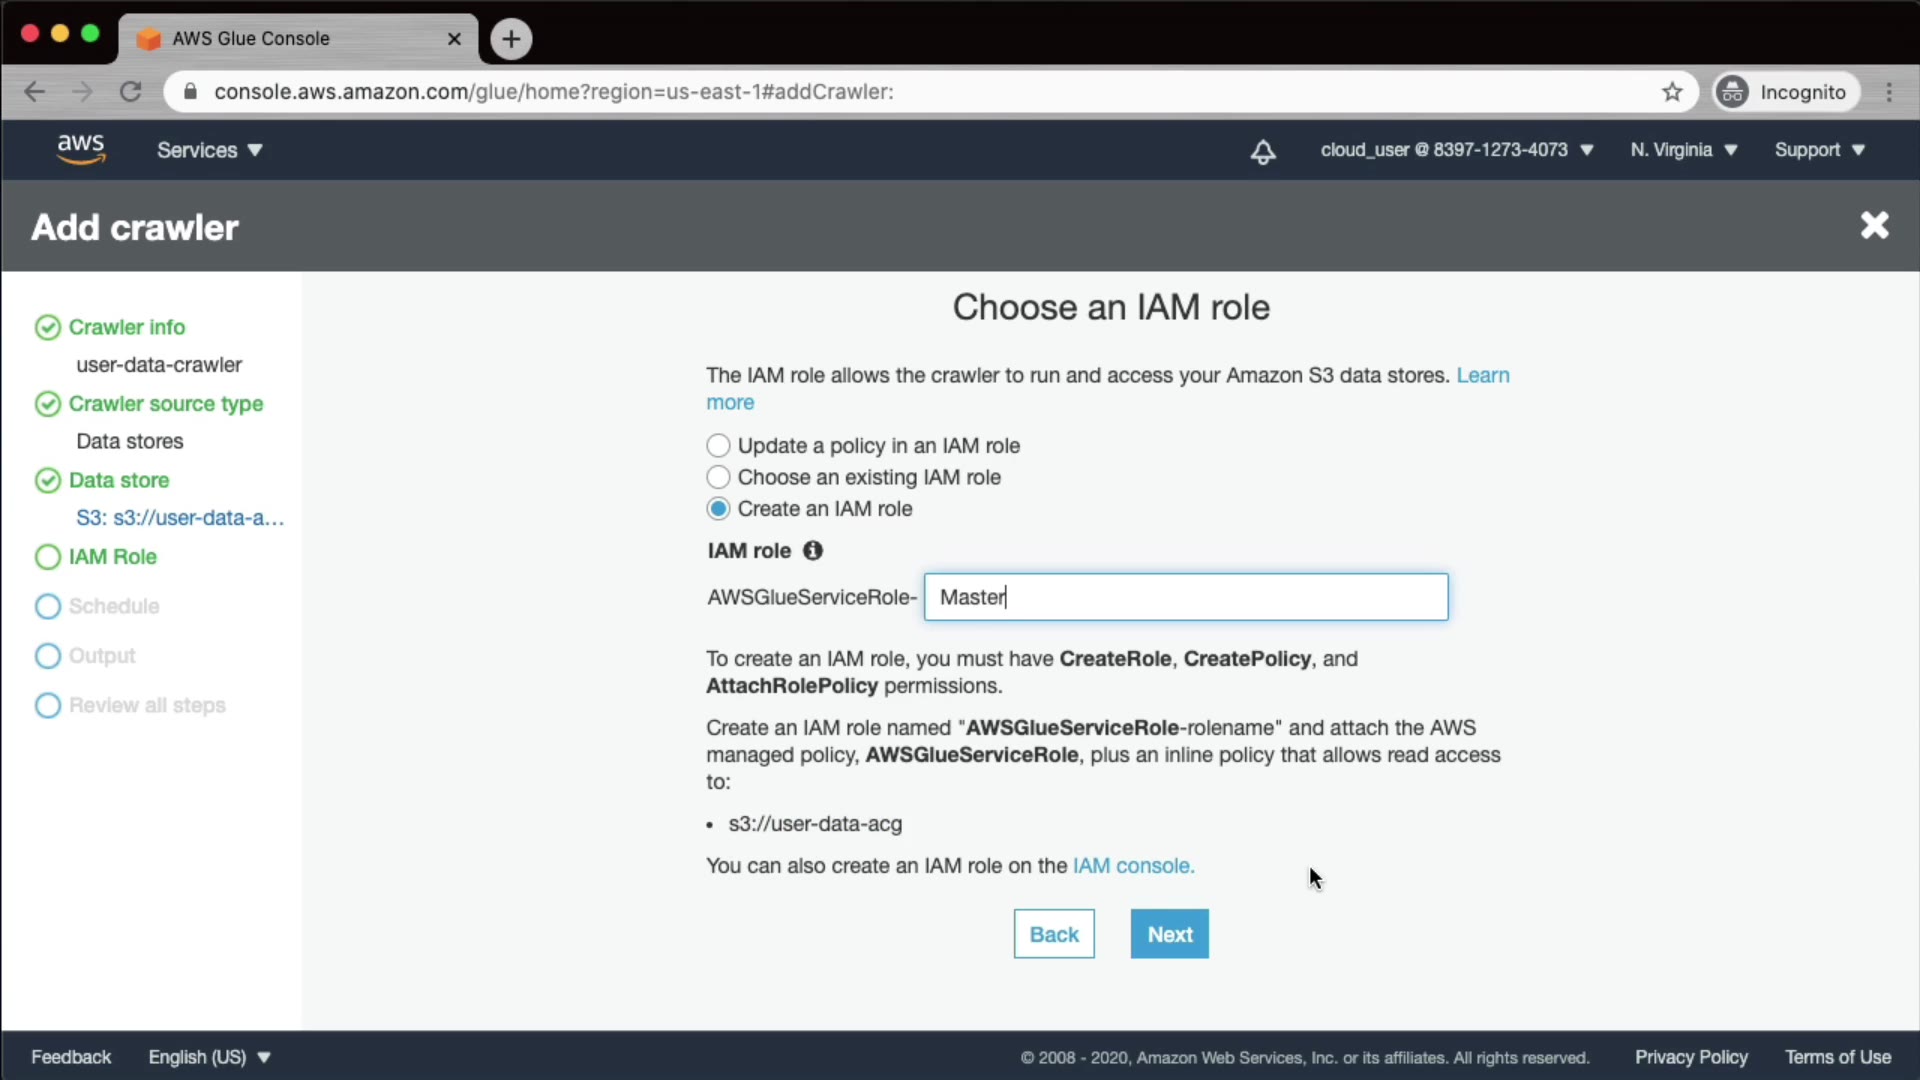 AWS Glue Console
console.aws.amazon.com/glue/home?region=us-east-1#addCrawler:
Incognito
aws
Services
cloud_user @ 8397-1273-4073
N. Virginia
Support
Add crawler
Crawler info
user-data-crawler
Crawler source type
Data stores
Data store
S3: s3://user-data-a...
IAM Role
Schedule
Output
Review all steps
Choose an IAM role
The IAM role allows the crawler to run and access your Amazon S3 data stores. Learn
more
Update a policy in an IAM role
Choose an existing IAM role
Create an IAM role
IAM role
AWSGlueServiceRole- Master
To create an IAM role, you must have CreateRole, CreatePolicy, and
AttachRolePolicy permissions.
Create an IAM role named "AWSGlueServiceRole-rolename" and attach the AWS
managed policy, AWSGlueServiceRole, plus an inline policy that allows read access
to:
• s3://user-data-acg
You can also create an IAM role on the IAM console.
Back
Next
Feedback
English (US)
© 2008 - 2020, Amazon Web Services, Inc. or its affiliates. All rights reserved.
Privacy Policy
Terms of Use